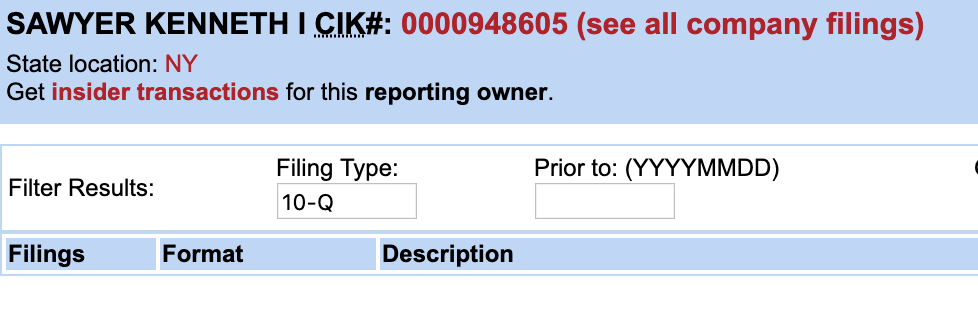 SAWYER KENNETH I CIK#: 0000948605 (see all company filings)
State location: NY
Get insider transactions for this reporting owner.
Filter Results:
Filing Type:
10-Q
Prior to: (YYYYMMDD)
Filings Format Description